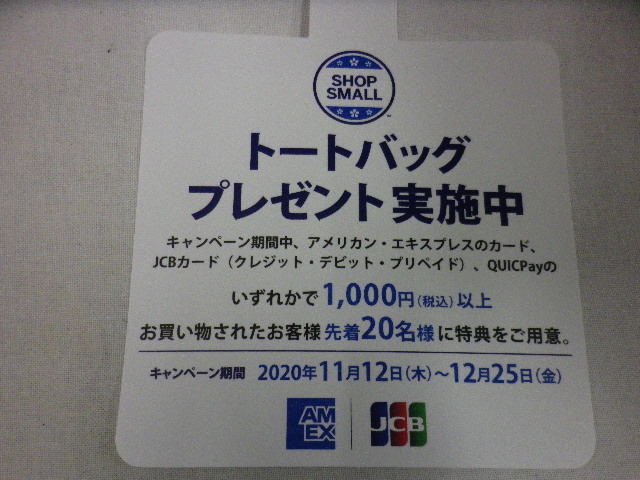 SHOP
SMALL
トートバッグ
プレゼント実施中
キャンペーン期間中、アメリカン・エキスプレスのカード、
JCBカード（クレジット・デビット・プリペイド）、QUICPayの
いずれかで1,000円（税込）以上
お買い物されたお客様先着20名様に特典をご用意。
キャンペーン期間 2020年11月12日（木）～12月25日（金）
AM
EX
JCB